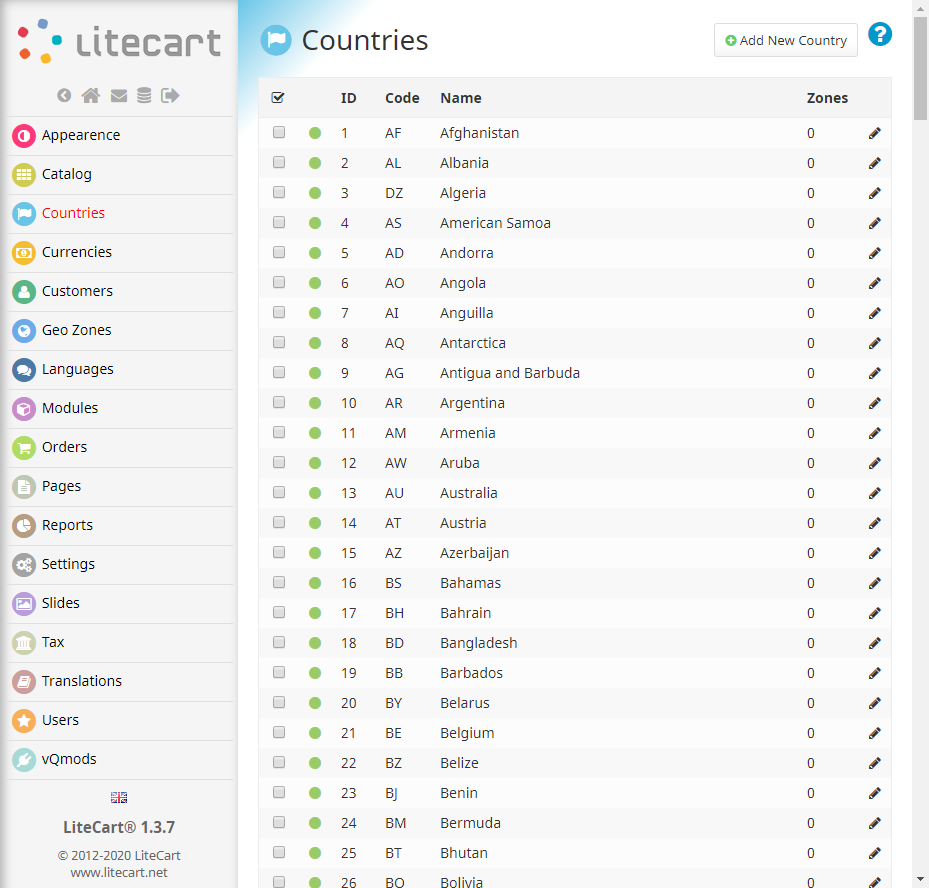 litecart
Countries
Add New Country
?
Appearence
Catalog
Countries
Currencies
Customers
Geo Zones
Languages
Modules
Orders
Pages
Reports
Settings
Slides
Tax
Translations
Users
vQmods
LiteCart® 1.3.7
© 2012-2020 LiteCart
www.litecart.net
ID Code Name Zones
1 AF Afghanistan 0
2 AL Albania 0
3 DZ Algeria 0
4 AS American Samoa 0
5 AD Andorra 0
6 AO Angola 0
7 AI Anguilla 0
8 AQ Antarctica 0
9 AG Antigua and Barbuda 0
10 AR Argentina 0
11 AM Armenia 0
12 AW Aruba 0
13 AU Australia 0
14 AT Austria 0
15 AZ Azerbaijan 0
16 BS Bahamas 0
17 BH Bahrain 0
18 BD Bangladesh 0
19 BB Barbados 0
20 BY Belarus 0
21 BE Belgium 0
22 BZ Belize 0
23 BJ Benin 0
24 BM Bermuda 0
25 BT Bhutan 0
26 BO Bolivia 0